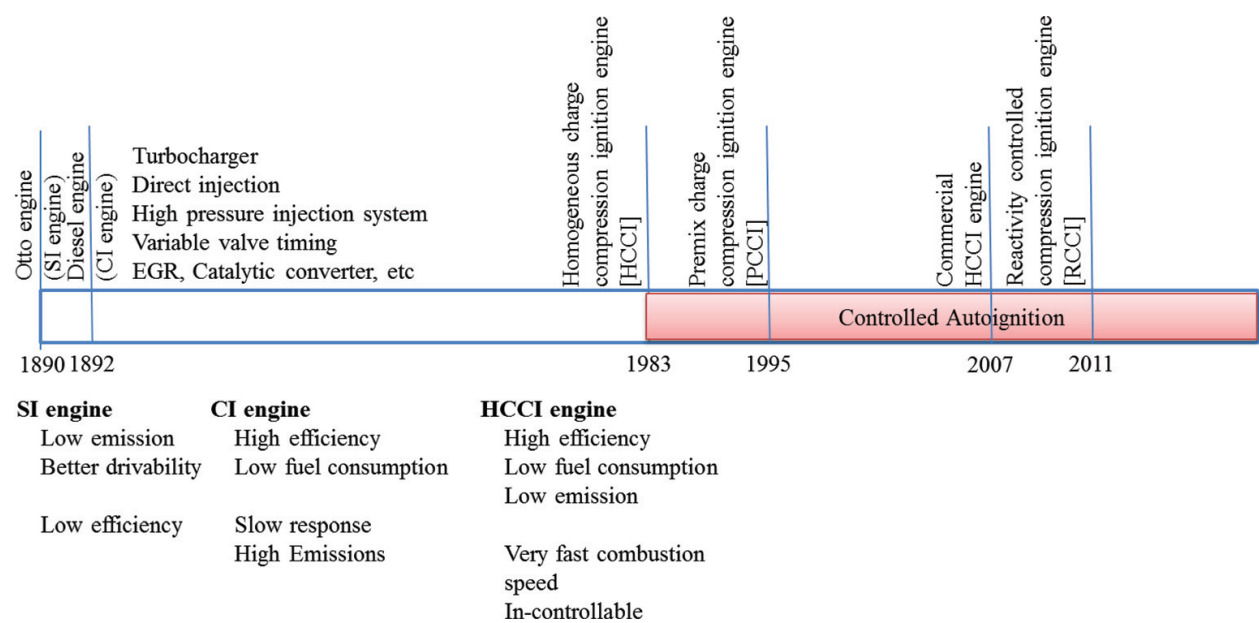 Otto engine
(SI engine)
Diesel engine
(CI engine)
Turbocharger
Direct injection
High pressure injection system
Variable valve timing
EGR, Catalytic converter, etc
Homogeneous charge
compression ignition engine
[HCCI]
Premix charge
compression ignition engine
[PCCI]
Commercial
HCCI engine
Reactivity controlled
compression ignition engine
[RCCI]
Controlled Autoignition
1890
1892
1983
1995
2007
2011
SI engine
Low emission
Better drivability
Low efficiency
CI engine
High efficiency
Low fuel consumption
Slow response
High Emissions
HCCI engine
High efficiency
Low fuel consumption
Low emission
Very fast combustion
speed
In-controllable